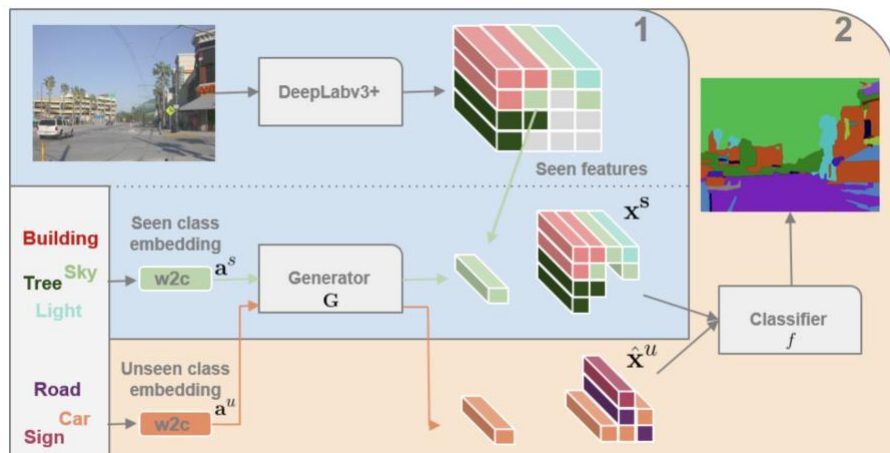 1
2
DeepLabv3+
Seen features
Building
Tree
Sky
Light
Seen class
embedding
w2c
a^s
Generator
G
x^s
Classifier
f
Road
Car
Sign
Unseen class
embedding
w2c
a^u
x̂^u